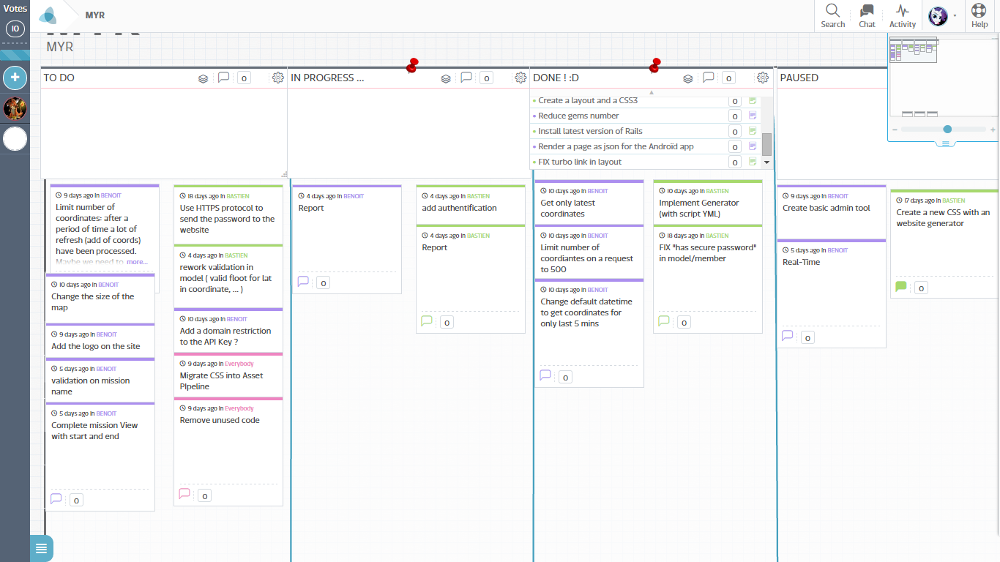 Votes
10
MYR
Search
Chat
Activity
Help
MYR
TO DO
0
IN PROGRESS ...
0
DONE ! :D
0
PAUSED
Create a layout and a CSS3
0
Reduce gems number
0
Install latest version of Rails
0
Render a page as json for the Androïd app
0
FIX turbo link in layout
0
9 days ago in BENOIT
Limit number of
coordinates: after a
period of time a lot of
refresh (add of coords)
have been processed.
Maybe we need to more...
10 days ago in BENOIT
Change the size of the
map
9 days ago in BENOIT
Add the logo on the site
5 days ago in BENOIT
validation on mission
name
5 days ago in BENOIT
Complete mission View
with start and end
0
18 days ago in BASTIEN
Use HTTPS protocol to
send the password to the
website
4 days ago in BASTIEN
rework validation in
model ( valid floot for lat
in coordinate, ... )
10 days ago in BENOIT
Add a domain restriction
to the API Key ?
9 days ago in Everybody
Migrate CSS into Asset
PIpeline
9 days ago in Everybody
Remove unused code
0
4 days ago in BENOIT
Report
0
4 days ago in BASTIEN
add authentification
4 days ago in BASTIEN
Report
0
10 days ago in BENOIT
Get only latest
coordinates
10 days ago in BENOIT
Limit number of
coordiantes on a request
to 500
10 days ago in BENOIT
Change default datetime
to get coordinates for
only last 5 mins
0
10 days ago in BASTIEN
Implement Generator
(with script YML)
18 days ago in BASTIEN
FIX "has secure password"
in model/member
0
9 days ago in BENOIT
Create basic admin tool
5 days ago in BENOIT
Real-Time
0
17 days ago in BASTIEN
Create a new CSS with an
website generator
0